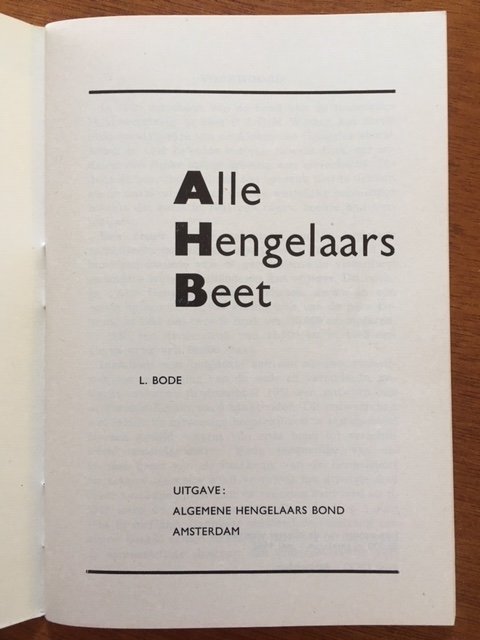 Alle
Hengelaars
Beet
L. BODE
UITGAVE:
ALGEMENE HENGELAARS BOND
AMSTERDAM